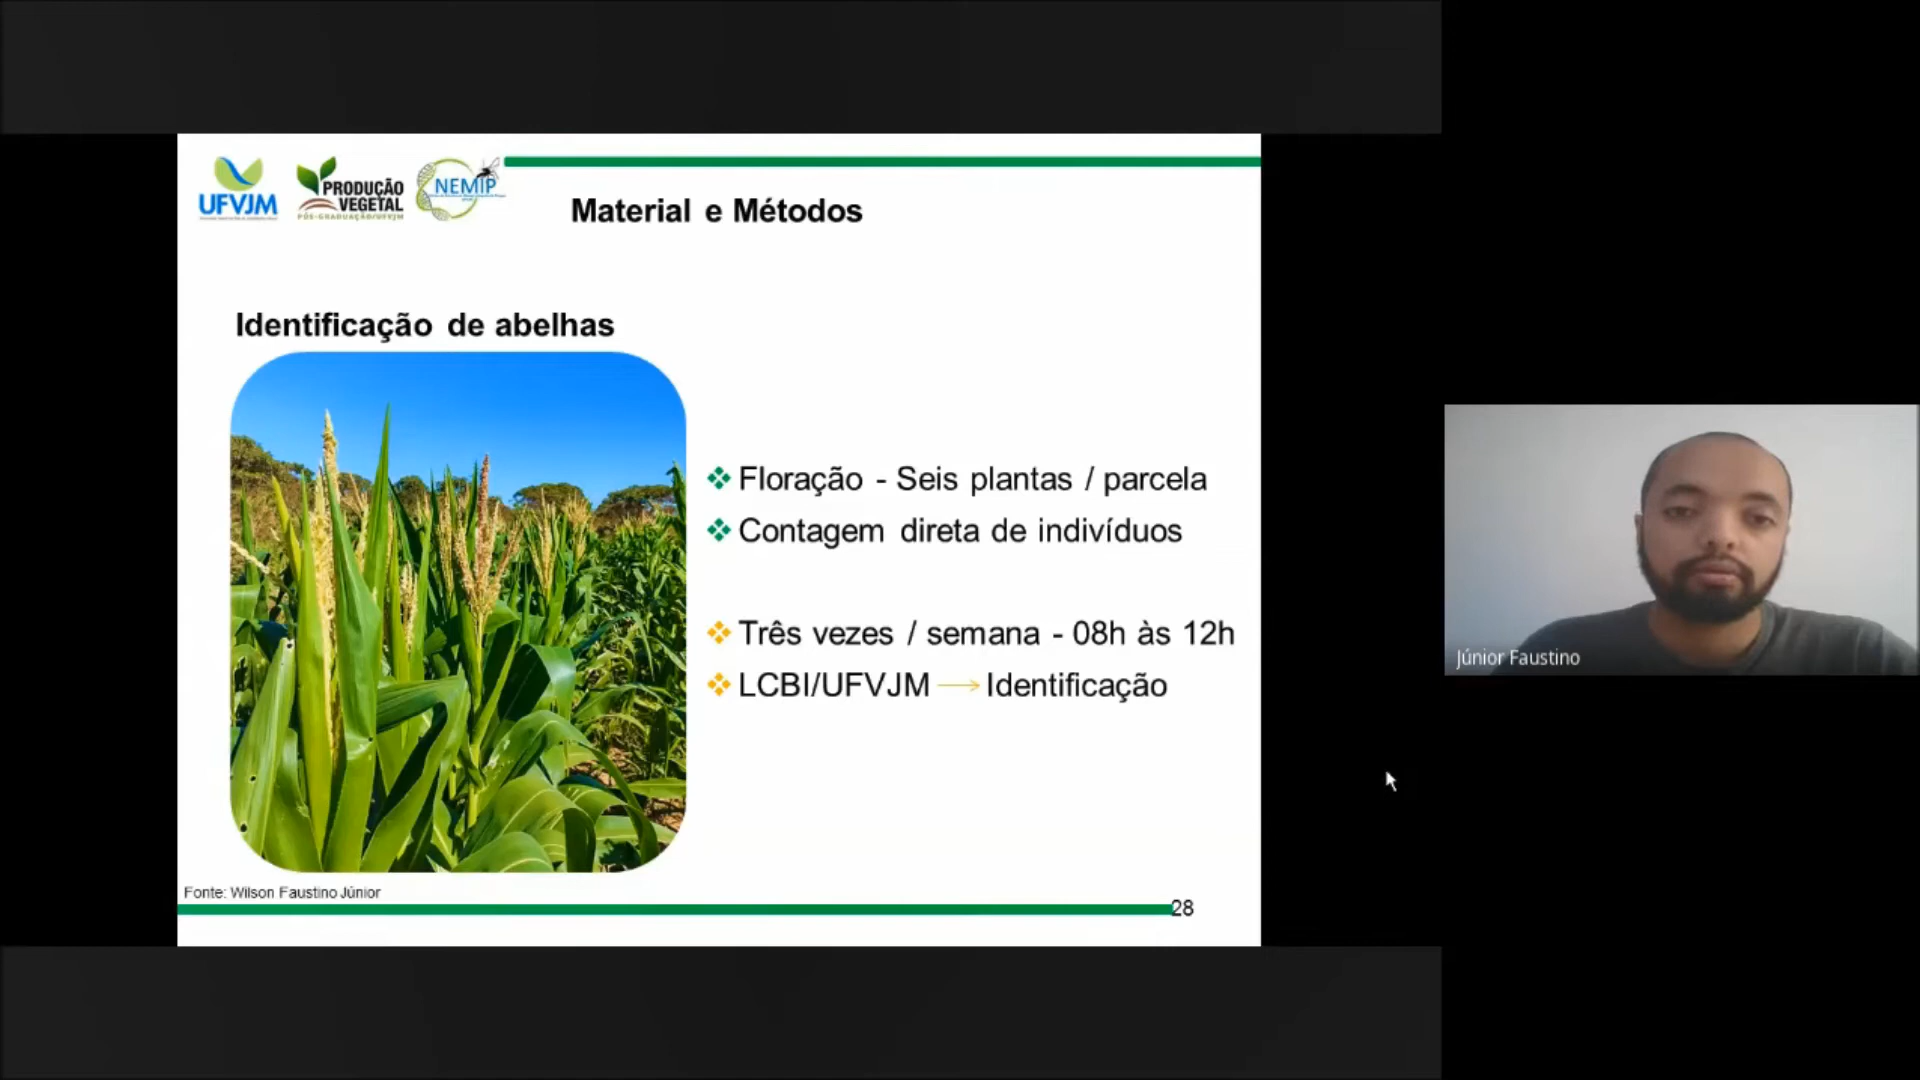 UFVJM
PRODUÇÃO
VEGETAL
PÓS-GRADUAÇÃO/UFVJM
NEMIP
Material e Métodos
Identificação de abelhas
Floração - Seis plantas / parcela
Contagem direta de indivíduos
Três vezes / semana - 08h às 12h
LCBI/UFVJM → Identificação
Fonte: Wilson Faustino Júnior
28
Júnior Faustino